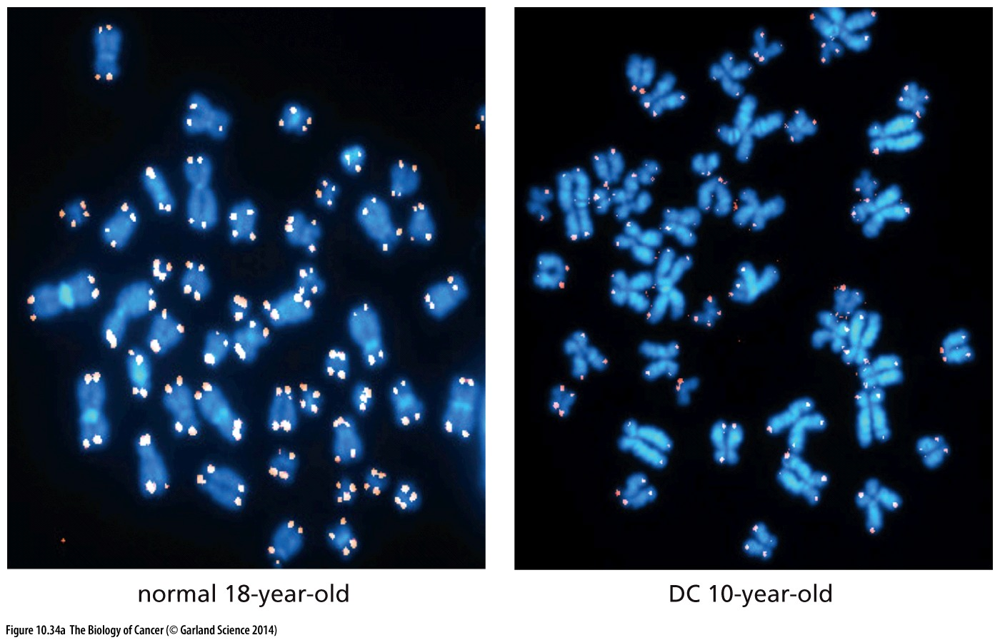 normal 18-year-old
DC 10-year-old
Figure 10.34a The Biology of Cancer (© Garland Science 2014)